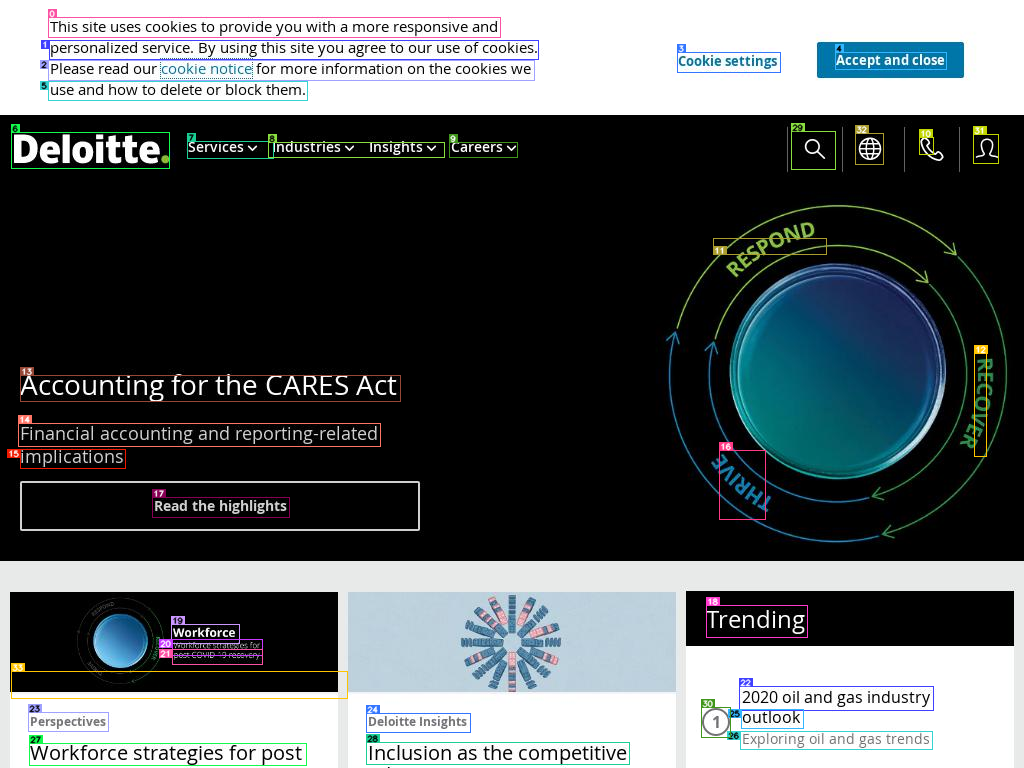 This site uses cookies to provide you with a more responsive and
personalized service. By using this site you agree to our use of cookies.
Please read our cookie notice for more information on the cookies we
use and how to delete or block them.
Cookie settings
Accept and close
Deloitte.
Services
Industries
Insights
Careers
RESPOND
RECOVER
THRIVE
Accounting for the CARES Act
Financial accounting and reporting-related
implications
Read the highlights
Workforce
Workforce strategies for
post COVID-19 recovery
Perspectives
Workforce strategies for post
Deloitte Insights
Inclusion as the competitive
Trending
1
2020 oil and gas industry
outlook
Exploring oil and gas trends